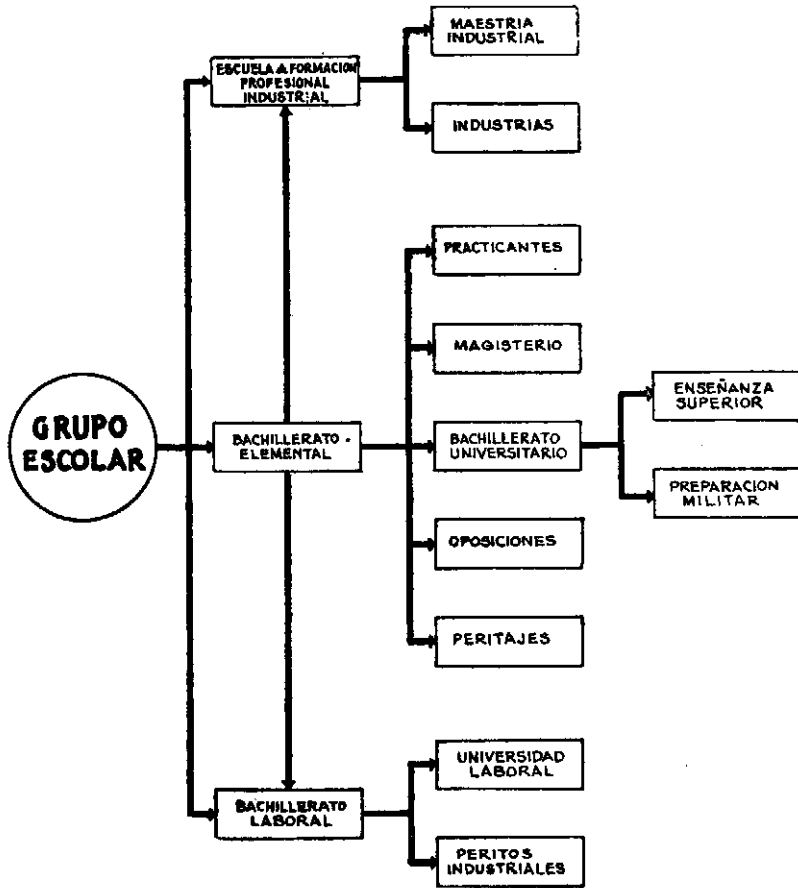 MAESTRIA
INDUSTRIAL
ESCUELA DE FORMACION
PROFESIONAL
INDUSTRIAL
INDUSTRIAS
PRACTICANTES
MAGISTERIO
ENSEÑANZA
SUPERIOR
GRUPO
ESCOLAR
BACHILLERATO
ELEMENTAL
BACHILLERATO
UNIVERSITARIO
PREPARACION
MILITAR
OPOSICIONES
PERITAJES
UNIVERSIDAD
LABORAL
BACHILLERATO
LABORAL
PERITOS
INDUSTRIALES